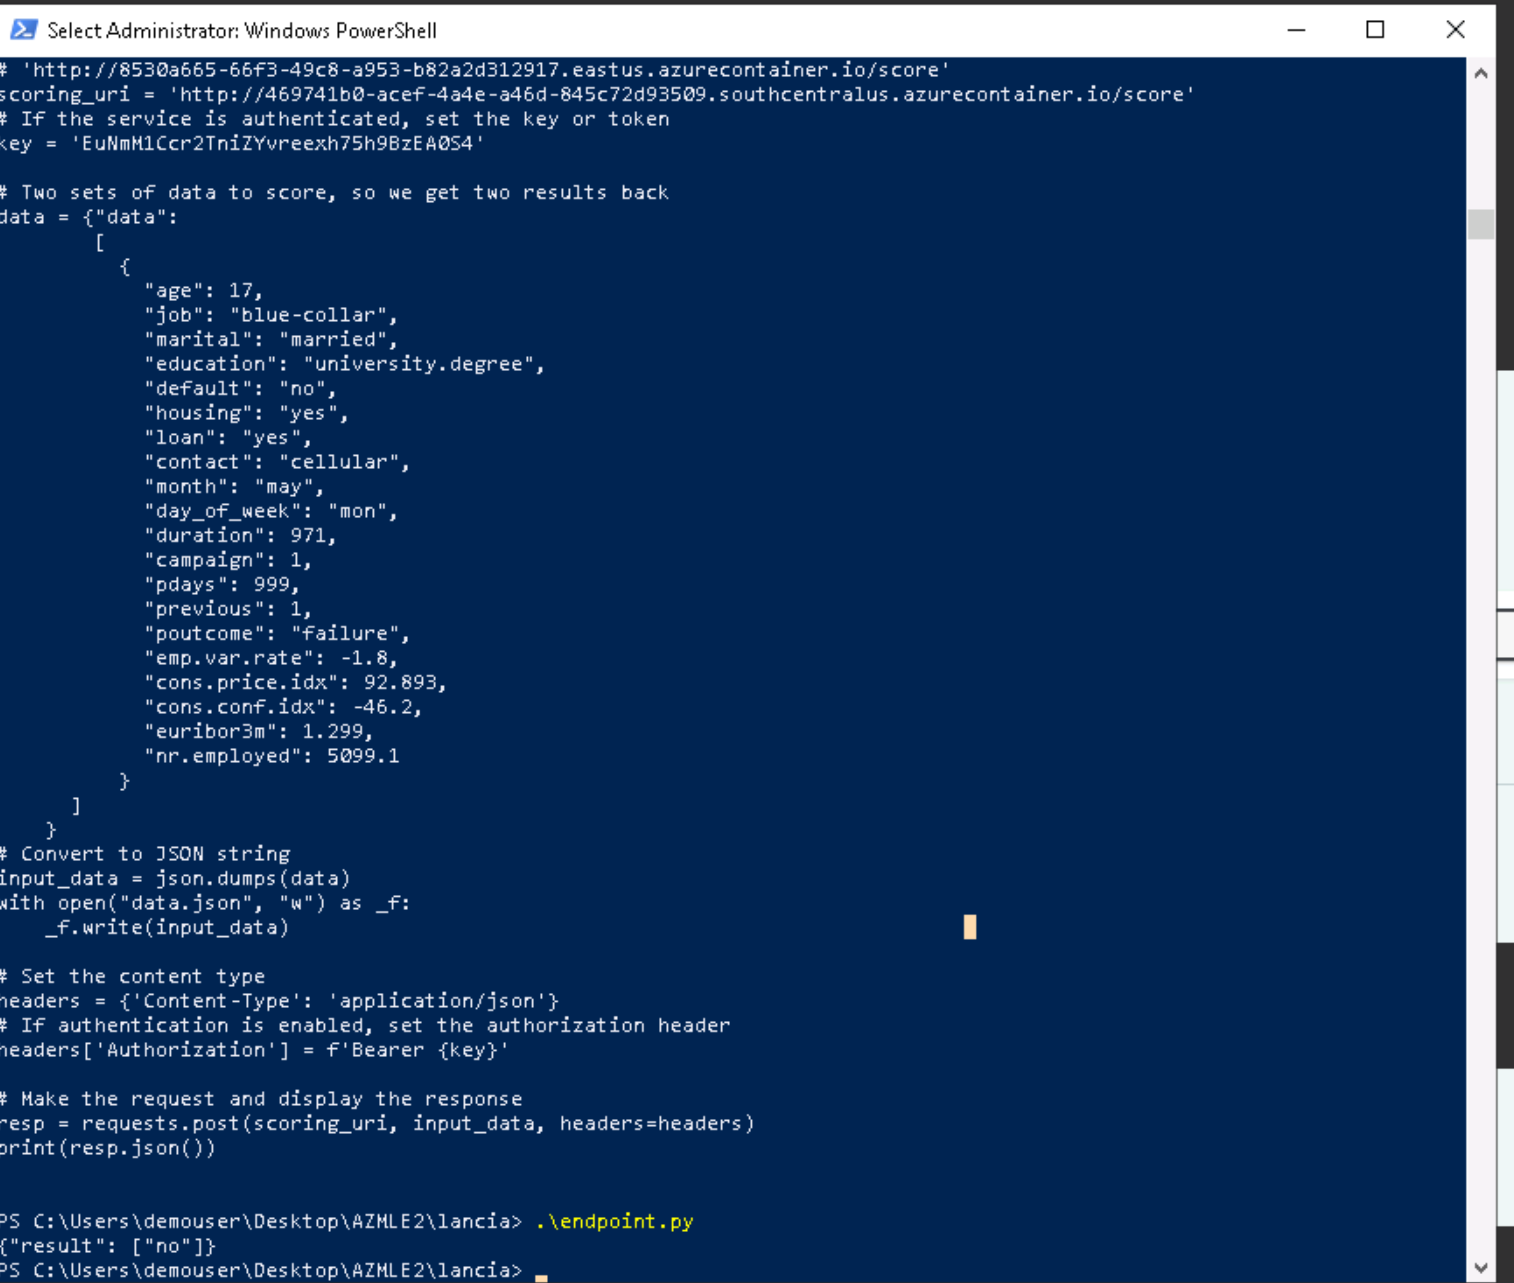 Select Administrator: Windows PowerShell
# 'http://8530a665-66f3-49c8-a953-b82a2d312917.eastus.azurecontainer.io/score'
scoring_uri = 'http://469741b0-acef-4a4e-a46d-845c72d93509.southcentralus.azurecontainer.io/score'
# If the service is authenticated, set the key or token
key = 'EuNmM1Ccr2TniZYvreexh75h9BzEA0S4'
# Two sets of data to score, so we get two results back
data = {"data":
[
{
"age": 17,
"job": "blue-collar",
"marital": "married",
"education": "university.degree",
"default": "no",
"housing": "yes",
"loan": "yes",
"contact": "cellular",
"month": "may",
"day_of_week": "mon",
"duration": 971,
"campaign": 1,
"pdays": 999,
"previous": 1,
"poutcome": "failure",
"emp.var.rate": -1.8,
"cons.price.idx": 92.893,
"cons.conf.idx": -46.2,
"euribor3m": 1.299,
"nr.employed": 5099.1
}
]
}
# Convert to JSON string
input_data = json.dumps(data)
with open("data.json", "w") as _f:
_f.write(input_data)
# Set the content type
headers = {'Content-Type': 'application/json'}
# If authentication is enabled, set the authorization header
headers['Authorization'] = f'Bearer {key}'
# Make the request and display the response
resp = requests.post(scoring_uri, input_data, headers=headers)
print(resp.json())
PS C:\Users\demouser\Desktop\AZMLE2\lancia> .\endpoint.py
{"result": ["no"]}
PS C:\Users\demouser\Desktop\AZMLE2\lancia>